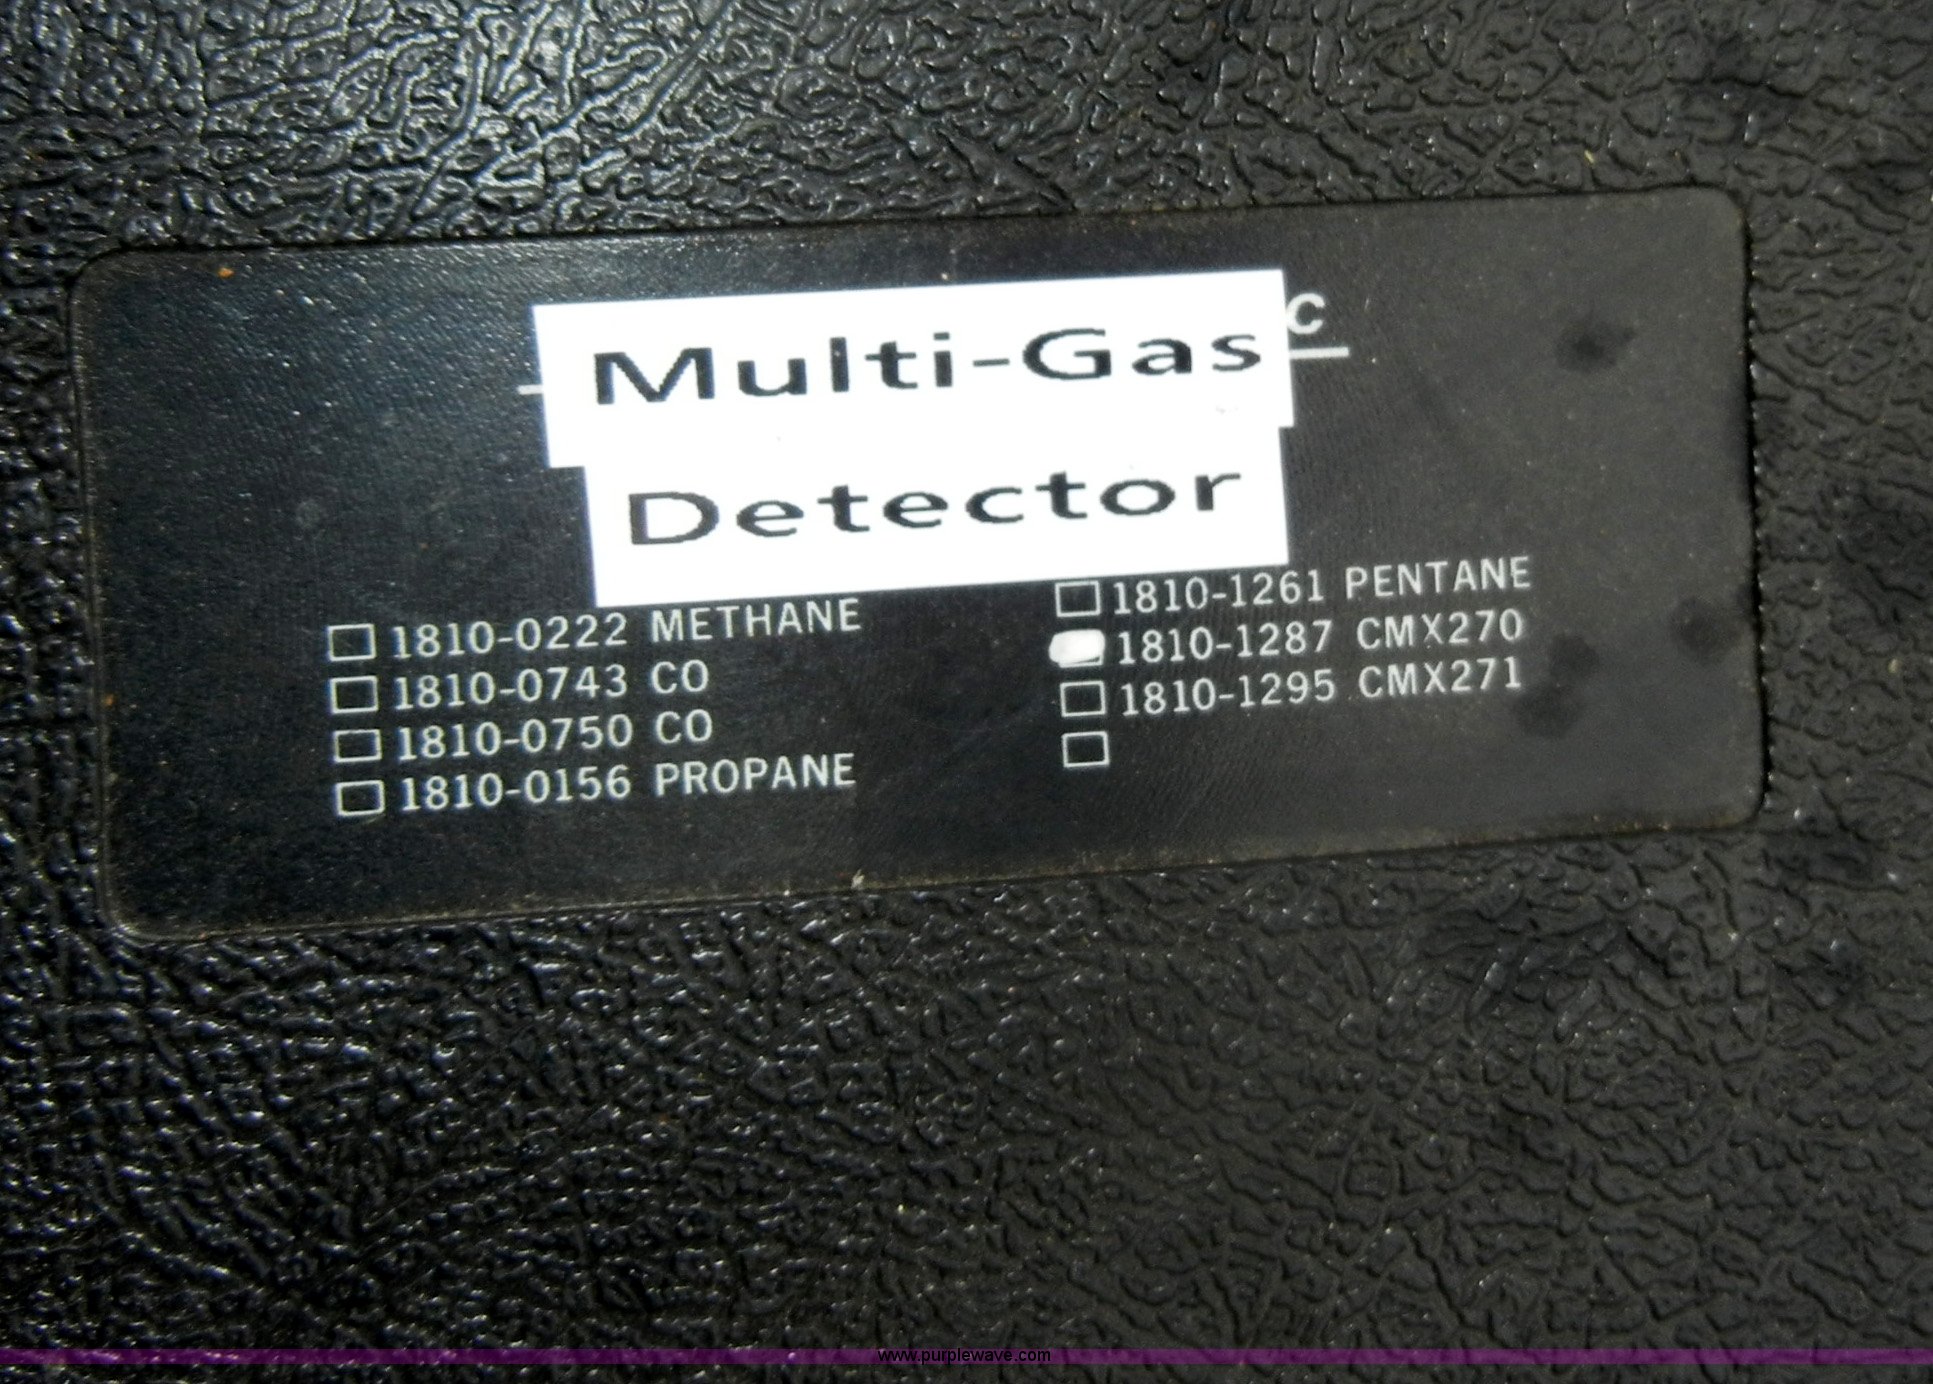 Multi-Gas
C
Detector
1810-0222 METHANE
1810-0743 CO
1810-0750 CO
1810-0156 PROPANE
1810-1261 PENTANE
1810-1287 CMX270
1810-1295 CMX271
www.purplewave.com